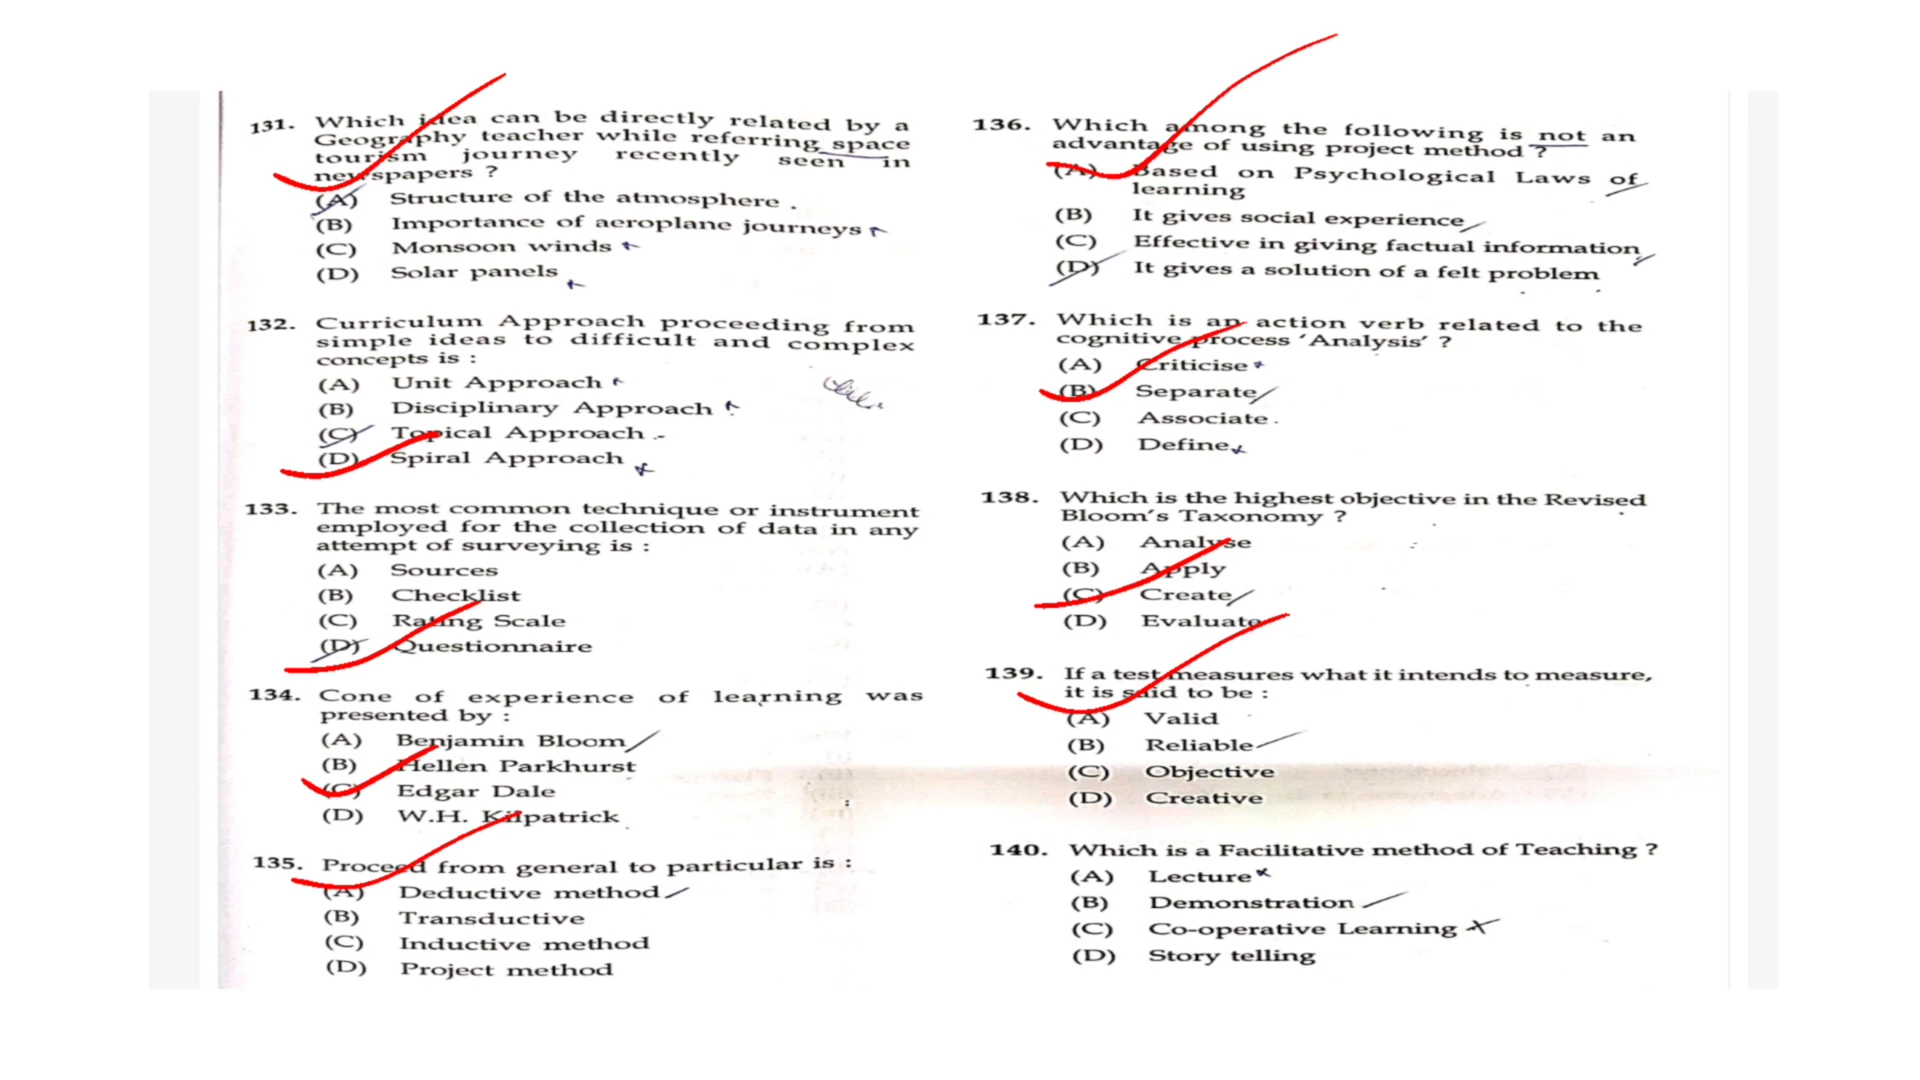 131. Which idea can be directly related by a
Geography teacher while referring space
tourism journey recently seen in
newspapers ?
(A) Structure of the atmosphere
(B) Importance of aeroplane journeys
(C) Monsoon winds
(D) Solar panels
132. Curriculum Approach proceeding from
simple ideas to difficult and complex
concepts is :
(A) Unit Approach
(B) Disciplinary Approach
(C) Topical Approach
(D) Spiral Approach
133. The most common technique or instrument
employed for the collection of data in any
attempt of surveying is :
(A) Sources
(B) Checklist
(C) Rating Scale
(D) Questionnaire
134. Cone of experience of learning was
presented by :
(A) Benjamin Bloom
(B) Hellen Parkhurst
(C) Edgar Dale
(D) W.H. Kilpatrick
135. Proceed from general to particular is :
(A) Deductive method
(B) Transductive
(C) Inductive method
(D) Project method
136. Which among the following is not an
advantage of using project method ?
(A) Based on Psychological Laws of
learning
(B) It gives social experience
(C) Effective in giving factual information
(D) It gives a solution of a felt problem
137. Which is an action verb related to the
cognitive process 'Analysis' ?
(A) Criticise
(B) Separate
(C) Associate
(D) Define
138. Which is the highest objective in the Revised
Bloom's Taxonomy ?
(A) Analyse
(B) Apply
(C) Create
(D) Evaluate
139. If a test measures what it intends to measure,
it is said to be :
(A) Valid
(B) Reliable
(C) Objective
(D) Creative
140. Which is a Facilitative method of Teaching ?
(A) Lecture
(B) Demonstration
(C) Co-operative Learning
(D) Story telling